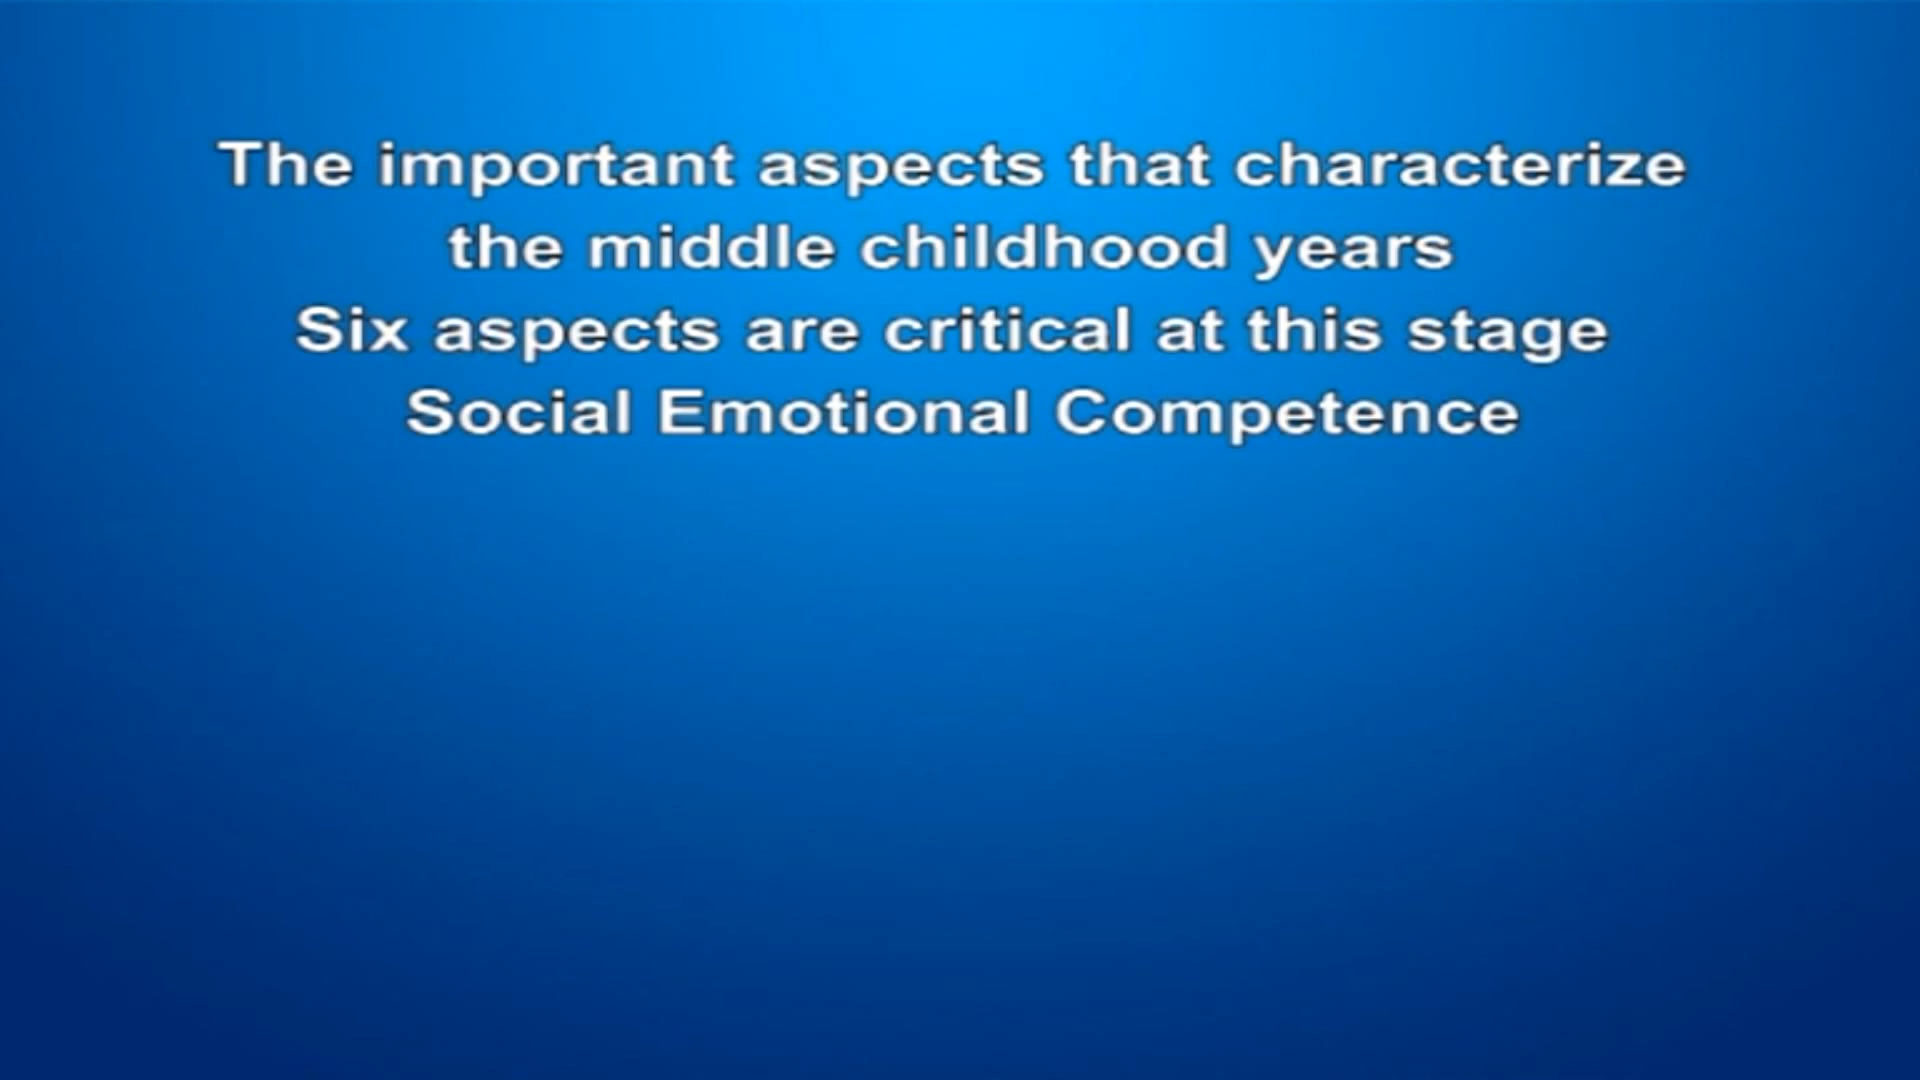 The important aspects that characterize
the middle childhood years
Six aspects are critical at this stage
Social Emotional Competence